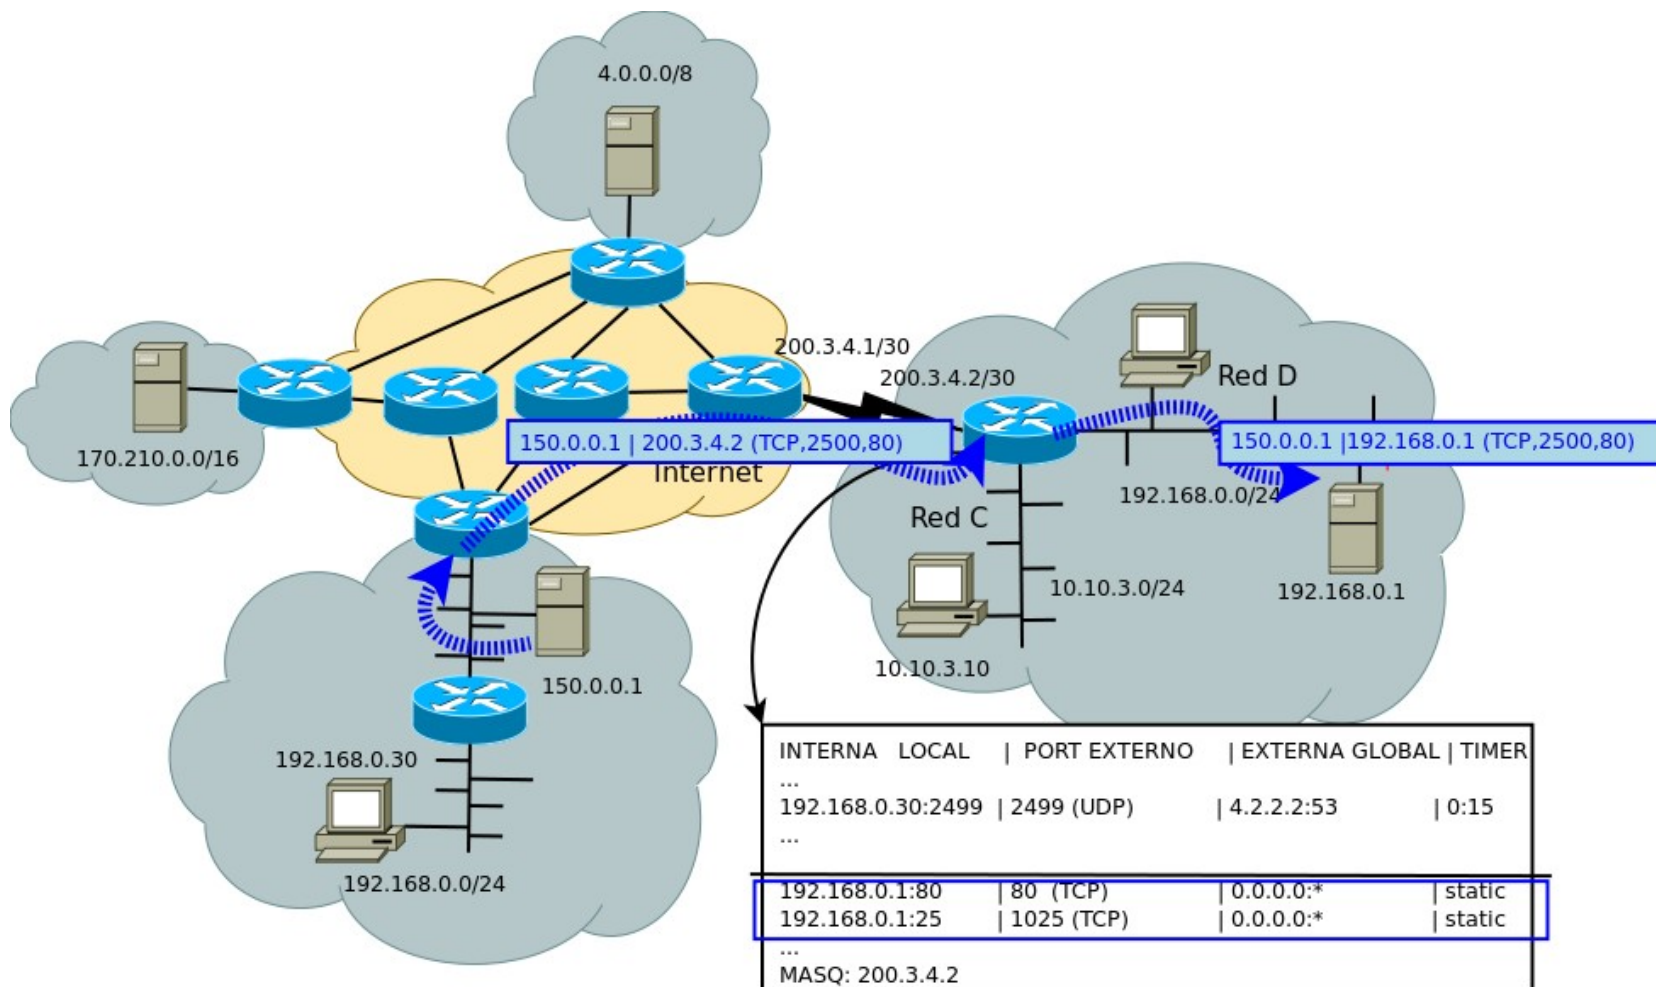 4.0.0.0/8
200.3.4.1/30
200.3.4.2/30
Red D
170.210.0.0/16
150.0.0.1 | 200.3.4.2 (TCP,2500,80)
150.0.0.1 |192.168.0.1 (TCP,2500,80)
Internet
192.168.0.0/24
Red C
10.10.3.0/24
192.168.0.1
10.10.3.10
150.0.0.1
192.168.0.30
192.168.0.0/24
INTERNA LOCAL | PORT EXTERNO | EXTERNA GLOBAL | TIMER
...
192.168.0.30:2499 | 2499 (UDP) | 4.2.2.2:53 | 0:15
...
192.168.0.1:80 | 80 (TCP) | 0.0.0.0:* | static
192.168.0.1:25 | 1025 (TCP) | 0.0.0.0:* | static
...
MASQ: 200.3.4.2